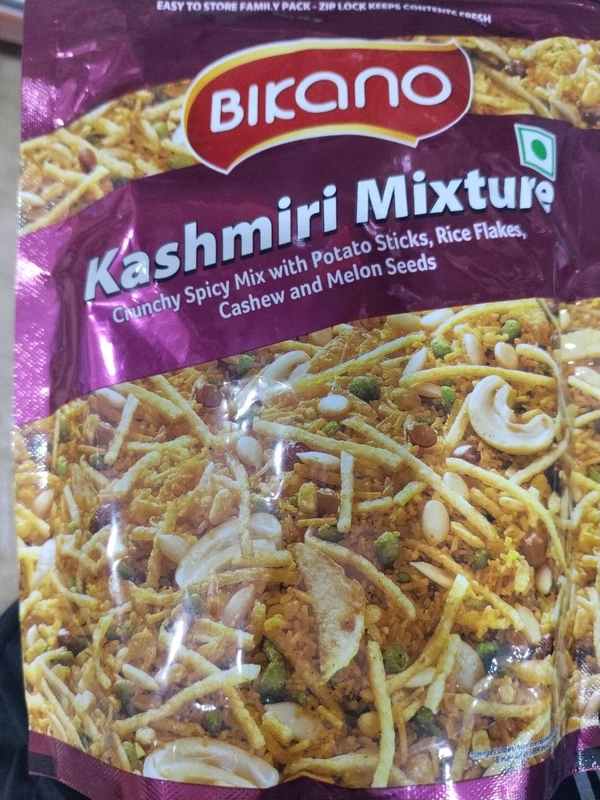 EASY TO STORE FAMILY PACK - ZIP LOCK KEEPS CONTENTS FRESH
BIKANO
Kashmiri Mixture
Crunchy Spicy Mix with Potato Sticks, Rice Flakes,
Cashew and Melon Seeds